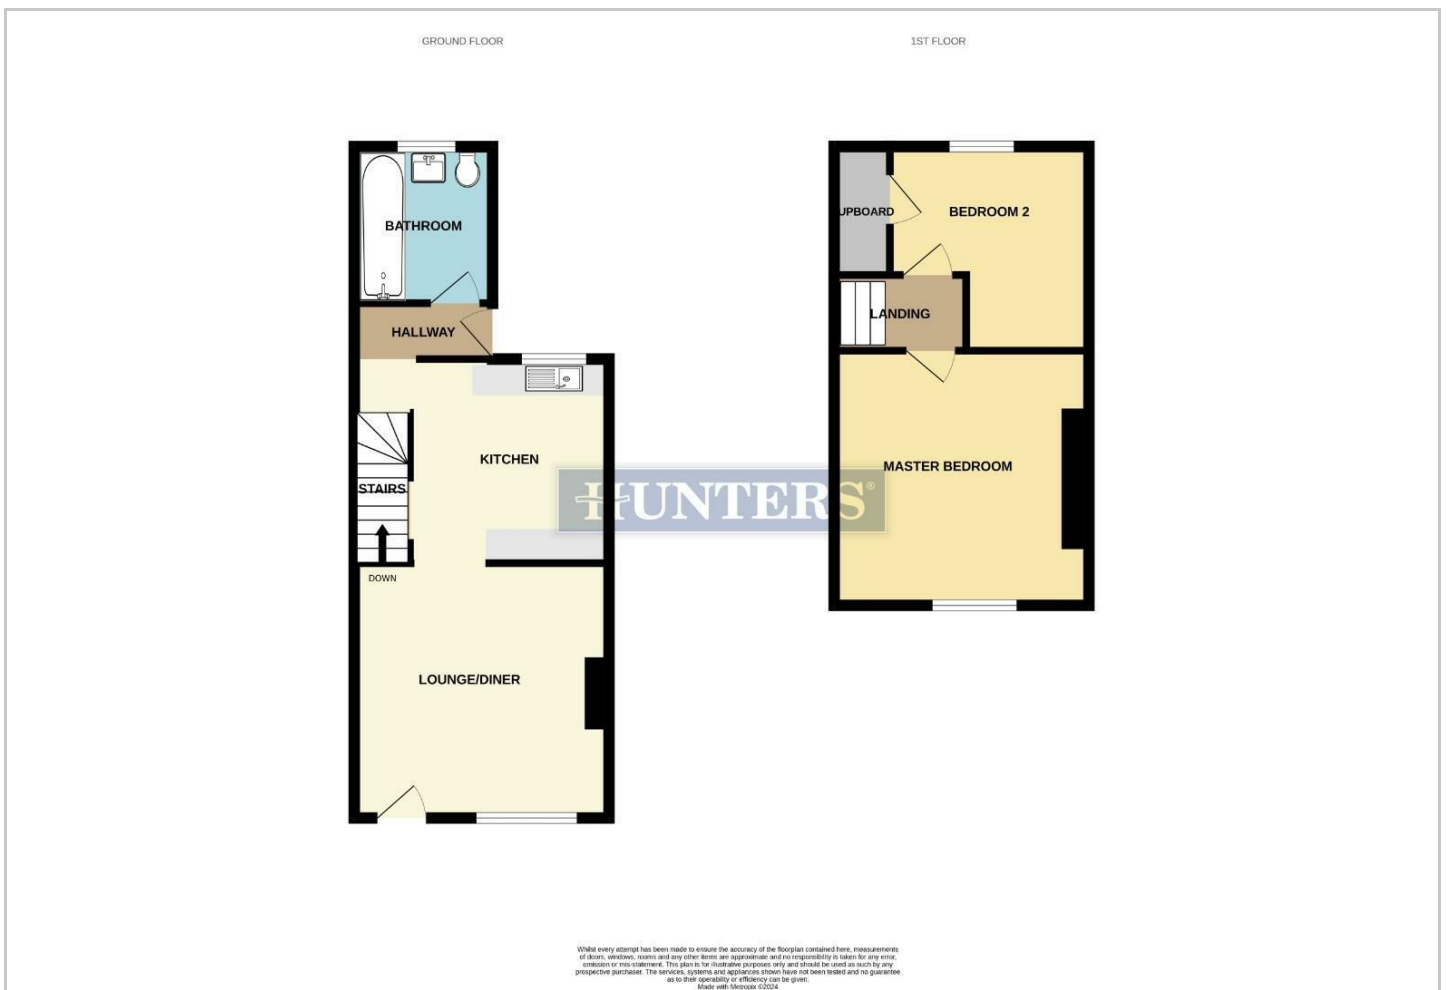 GROUND FLOOR
1ST FLOOR
BATHROOM
HALLWAY
KITCHEN
STAIRS
DOWN
LOUNGE/DINER
UPBOARD
BEDROOM 2
LANDING
MASTER BEDROOM
HUNTERS®
Whilst every attempt has been made to ensure the accuracy of the floorplan contained here, measurements
of doors, windows, rooms and any other items are approximate and no responsibility is taken for any error,
omission or mis-statement. This plan is for illustrative purposes only and should be used as such by any
prospective purchaser. The services, systems and appliances shown have not been tested and no guarantee
as to their operability or efficiency can be given.
Made with Metropix ©2024